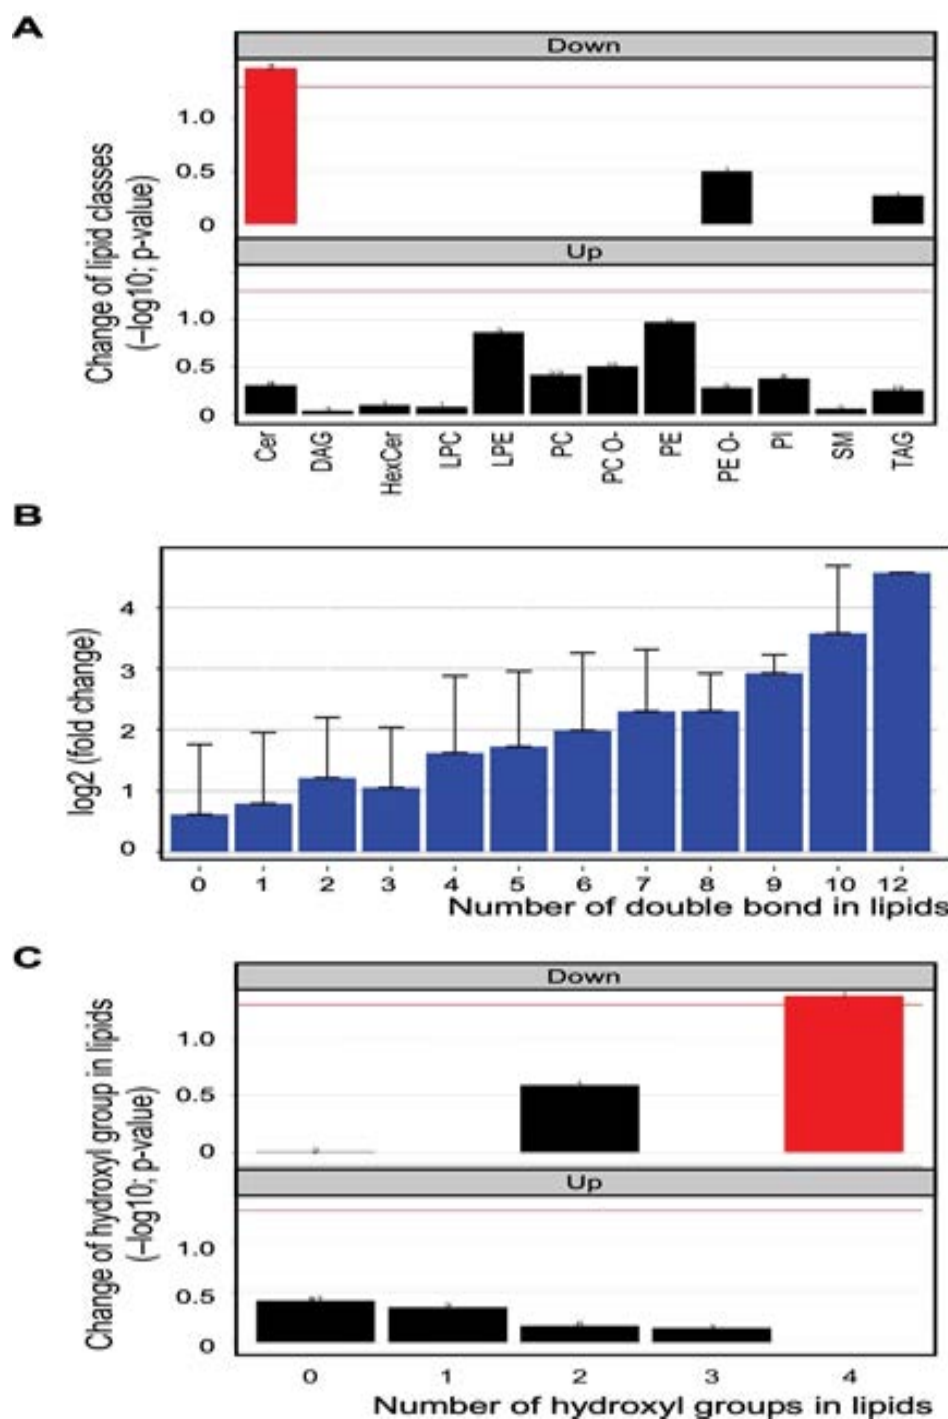 A
Down
Change of lipid classes
(–log10; p-value)
1.0
0.5
0
Up
1.0
0.5
0
Cer DAG HexCer LPC LPE PC PC O- PE PE O- PI SM TAG
B
log2 (fold change)
4
3
2
1
0
0 1 2 3 4 5 6 7 8 9 10 12
Number of double bond in lipids
C
Down
Change of hydroxyl group in lipids
(–log10; p-value)
1.0
0.5
0
Up
1.0
0.5
0
0 1 2 3 4
Number of hydroxyl groups in lipids